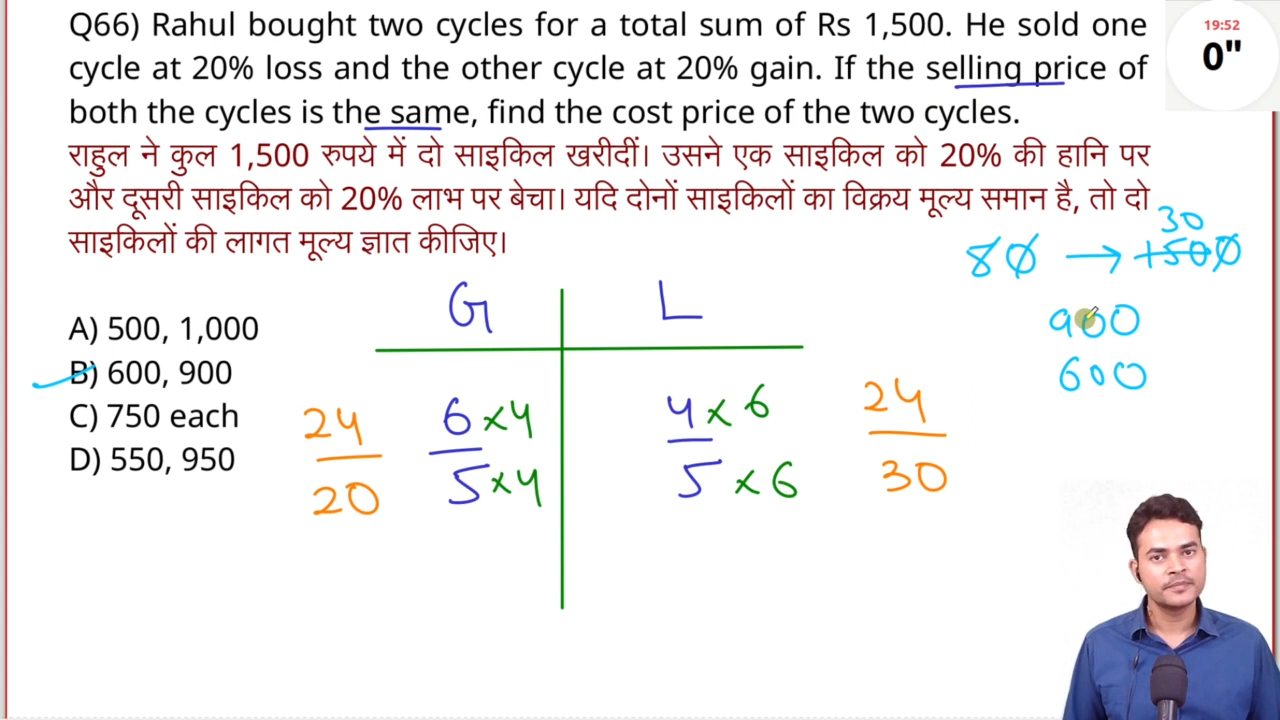 Q66) Rahul bought two cycles for a total sum of Rs 1,500. He sold one
cycle at 20% loss and the other cycle at 20% gain. If the selling price of
both the cycles is the same, find the cost price of the two cycles.
राहुल ने कुल 1,500 रुपये में दो साइकिल खरीदीं। उसने एक साइकिल को 20% की हानि पर
और दूसरी साइकिल को 20% लाभ पर बेचा। यदि दोनों साइकिलों का विक्रय मूल्य समान है, तो दो
साइकिलों की लागत मूल्य ज्ञात कीजिए।
19:52
0"
30
80 → 1500
900
600
A) 500, 1,000
B) 600, 900
C) 750 each
D) 550, 950
G L
24 6 x 4 4 x 6 24
20 5 x 4 5 x 6 30